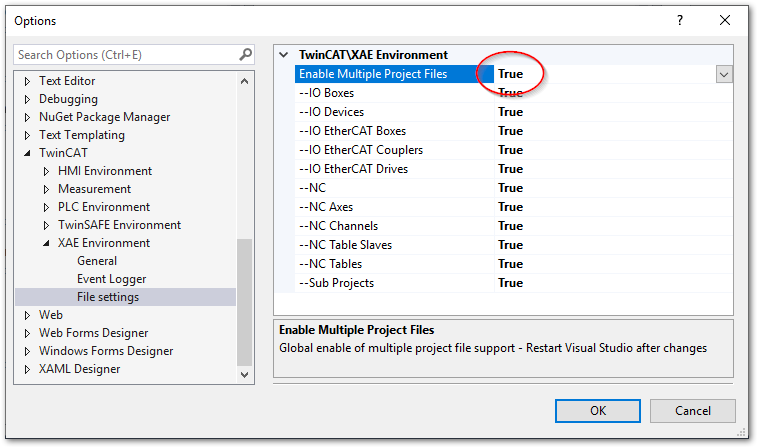 Options
Search Options (Ctrl+E)
Text Editor
Debugging
NuGet Package Manager
Text Templating
TwinCAT
HMI Environment
Measurement
PLC Environment
TwinSAFE Environment
XAE Environment
General
Event Logger
File settings
Web
Web Forms Designer
Windows Forms Designer
XAML Designer
TwinCAT\XAE Environment
Enable Multiple Project Files True
--IO Boxes True
--IO Devices True
--IO EtherCAT Boxes True
--IO EtherCAT Couplers True
--IO EtherCAT Drives True
--NC True
--NC Axes True
--NC Channels True
--NC Table Slaves True
--NC Tables True
--Sub Projects True
Enable Multiple Project Files
Global enable of multiple project file support - Restart Visual Studio after changes
OK
Cancel